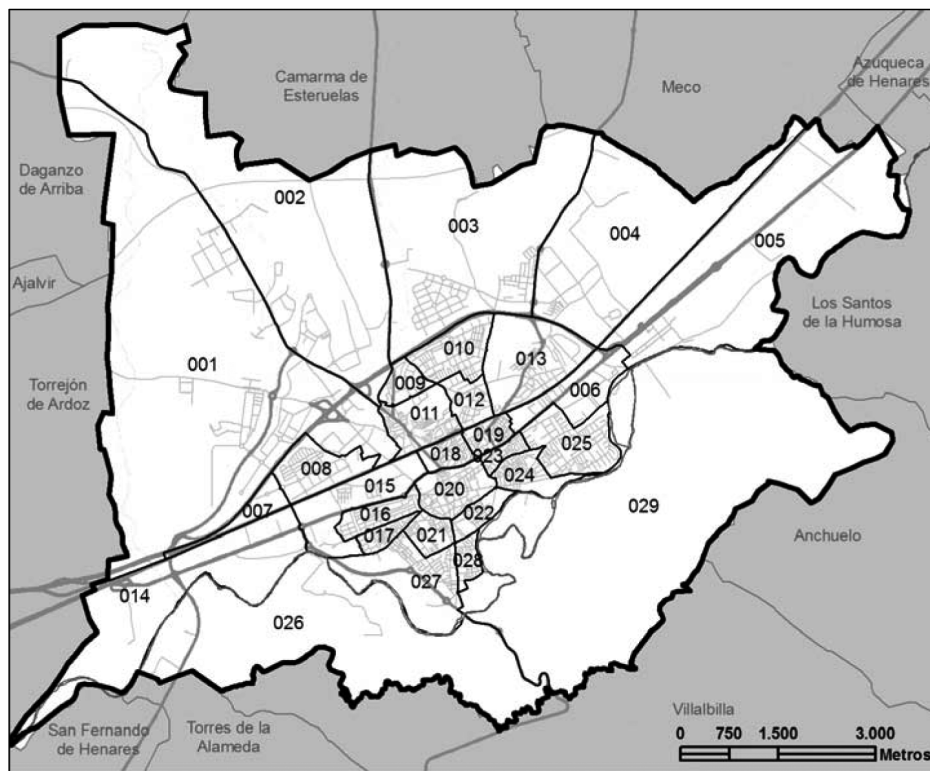 Camarma de
Esteruelas
Meco
Azuqueca
de Henares
Daganzo
de Arriba
002
003
004
005
Ajalvir
Los Santos
de la Humosa
001
010
013
Torrejón
de Ardoz
009
006
012
011
019
025
018
023
008
024
015
020
029
007
016
022
017
021
Anchuelo
028
027
014
026
San Fernando
de Henares
Torres de la
Alameda
Villalbilla
0 750 1.500 3.000
Metros